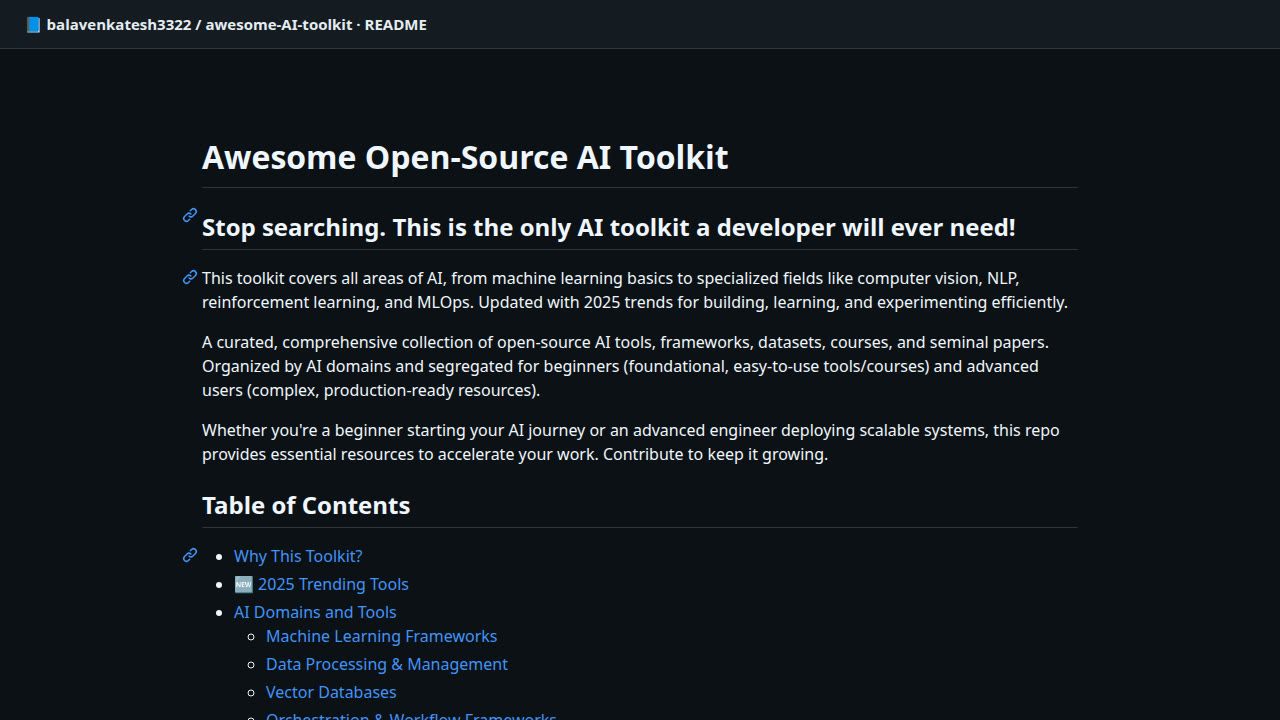 📘 balavenkatesh3322 / awesome-AI-toolkit · README
Awesome Open-Source AI Toolkit
Stop searching. This is the only AI toolkit a developer will ever need!
This toolkit covers all areas of AI, from machine learning basics to specialized fields like computer vision, NLP,
reinforcement learning, and MLOps. Updated with 2025 trends for building, learning, and experimenting efficiently.
A curated, comprehensive collection of open-source AI tools, frameworks, datasets, courses, and seminal papers.
Organized by AI domains and segregated for beginners (foundational, easy-to-use tools/courses) and advanced
users (complex, production-ready resources).
Whether you're a beginner starting your AI journey or an advanced engineer deploying scalable systems, this repo
provides essential resources to accelerate your work. Contribute to keep it growing.
Table of Contents
Why This Toolkit?
🆕 2025 Trending Tools
AI Domains and Tools
Machine Learning Frameworks
Data Processing & Management
Vector Databases
Orchestration & Workflow Frameworks